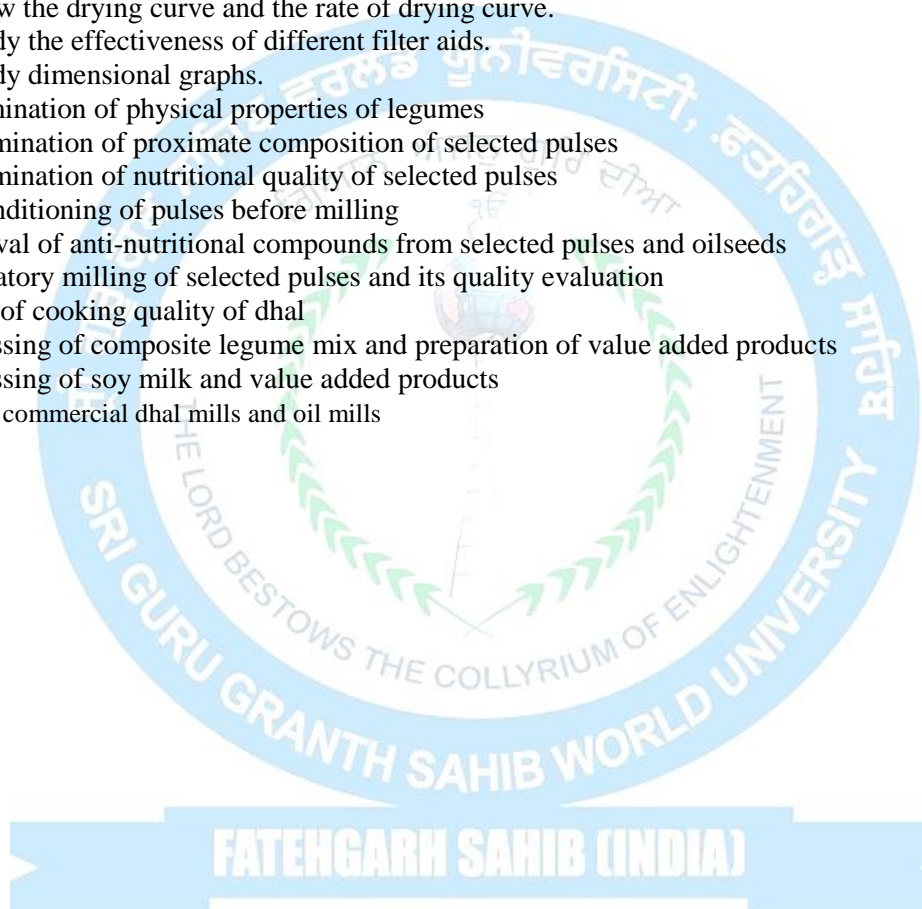 w the drying curve and the rate of drying curve.
dy the effectiveness of different filter aids.
dy dimensional graphs.
mination of physical properties of legumes
mination of proximate composition of selected pulses
mination of nutritional quality of selected pulses
nditioning of pulses before milling
val of anti-nutritional compounds from selected pulses and oilseeds
atory milling of selected pulses and its quality evaluation
of cooking quality of dhal
ssing of composite legume mix and preparation of value added products
ssing of soy milk and value added products
commercial dhal mills and oil mills
THE LORD BESTOWS THE COLLYRIUM OF ENLIGHTENMENT
SRI GURU GRANTH SAHIB WORLD UNIVERSITY
FATEHGARH SAHIB (INDIA)